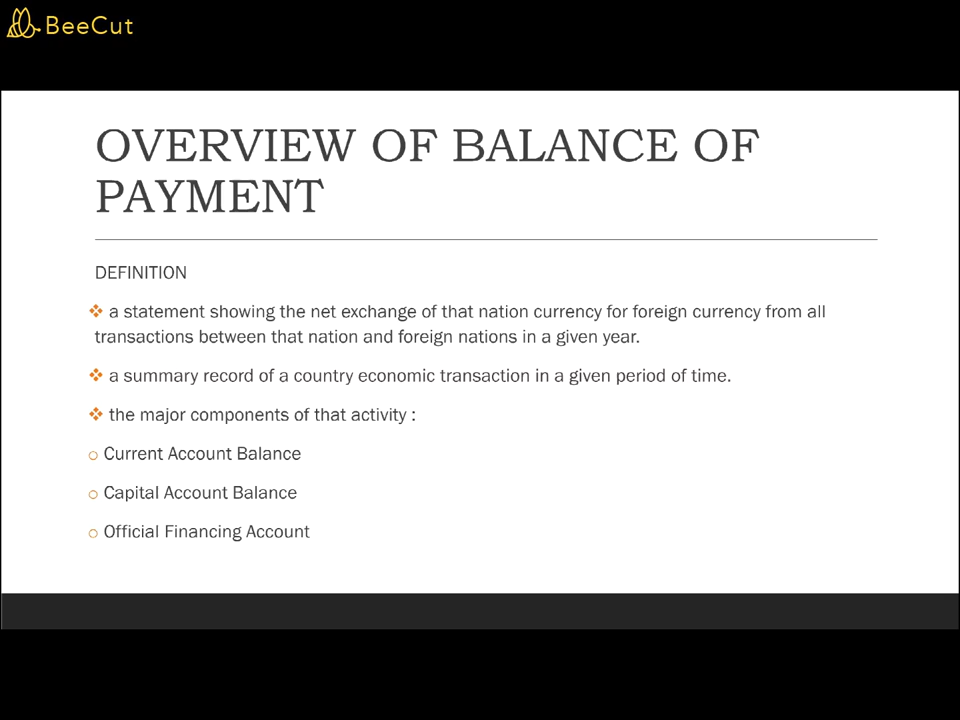 BeeCut
OVERVIEW OF BALANCE OF
PAYMENT
DEFINITION
❖ a statement showing the net exchange of that nation currency for foreign currency from all
transactions between that nation and foreign nations in a given year.
❖ a summary record of a country economic transaction in a given period of time.
❖ the major components of that activity :
o Current Account Balance
o Capital Account Balance
o Official Financing Account